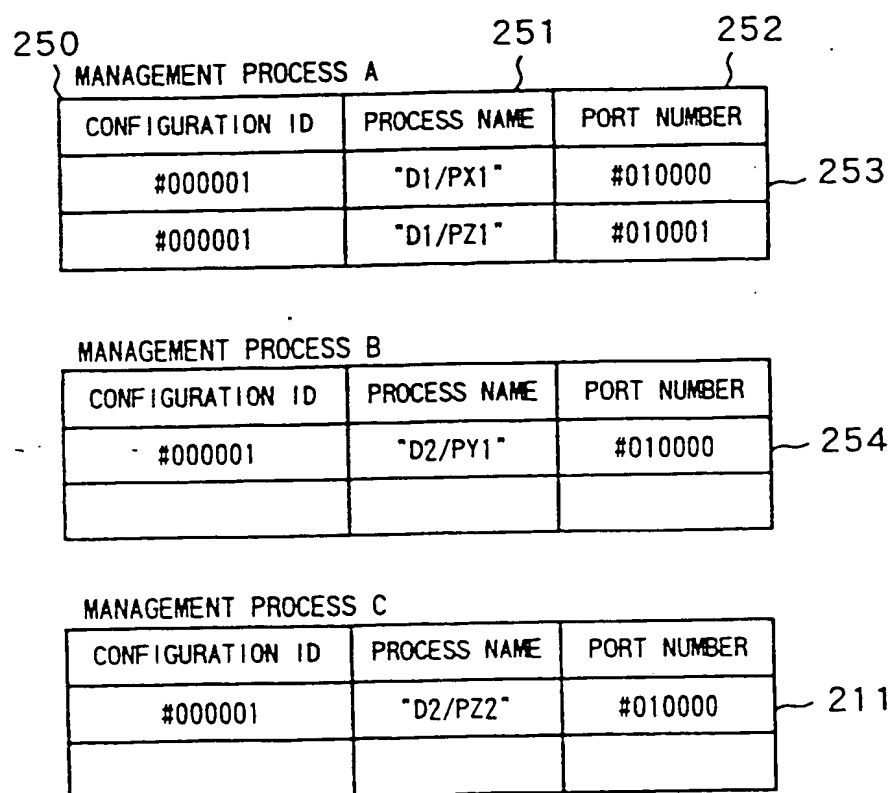 250 251 252
MANAGEMENT PROCESS A
CONFIGURATION ID PROCESS NAME PORT NUMBER
#000001 "D1/PX1" #010000 253
#000001 "D1/PZ1" #010001
MANAGEMENT PROCESS B
CONFIGURATION ID PROCESS NAME PORT NUMBER
#000001 "D2/PY1" #010000 254
MANAGEMENT PROCESS C
CONFIGURATION ID PROCESS NAME PORT NUMBER
#000001 "D2/PZ2" #010000 211